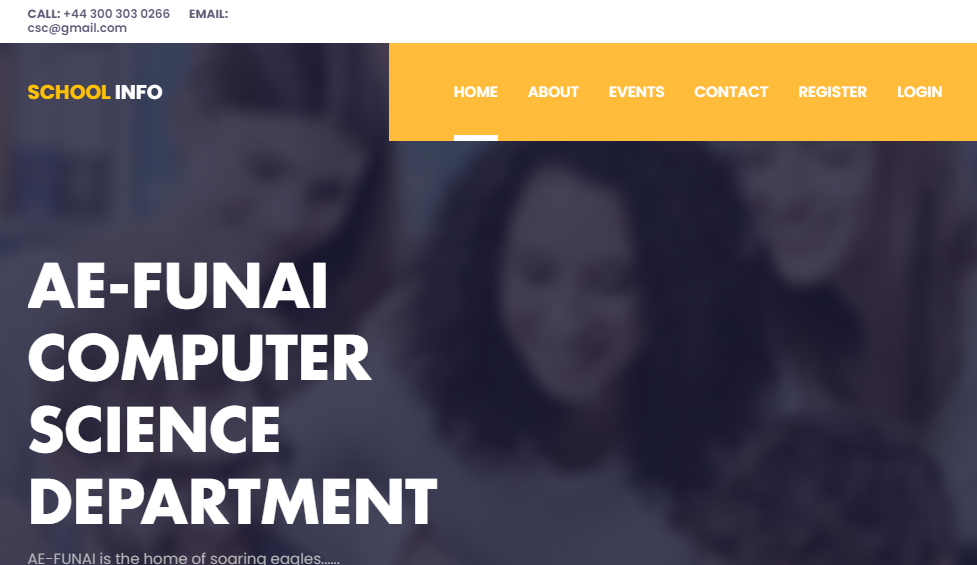 CALL: +44 300 303 0266 EMAIL:
csc@gmail.com
SCHOOL INFO
HOME ABOUT EVENTS CONTACT REGISTER LOGIN
AE-FUNAI
COMPUTER
SCIENCE
DEPARTMENT
AE-FUNAI is the home of soaring eagles......